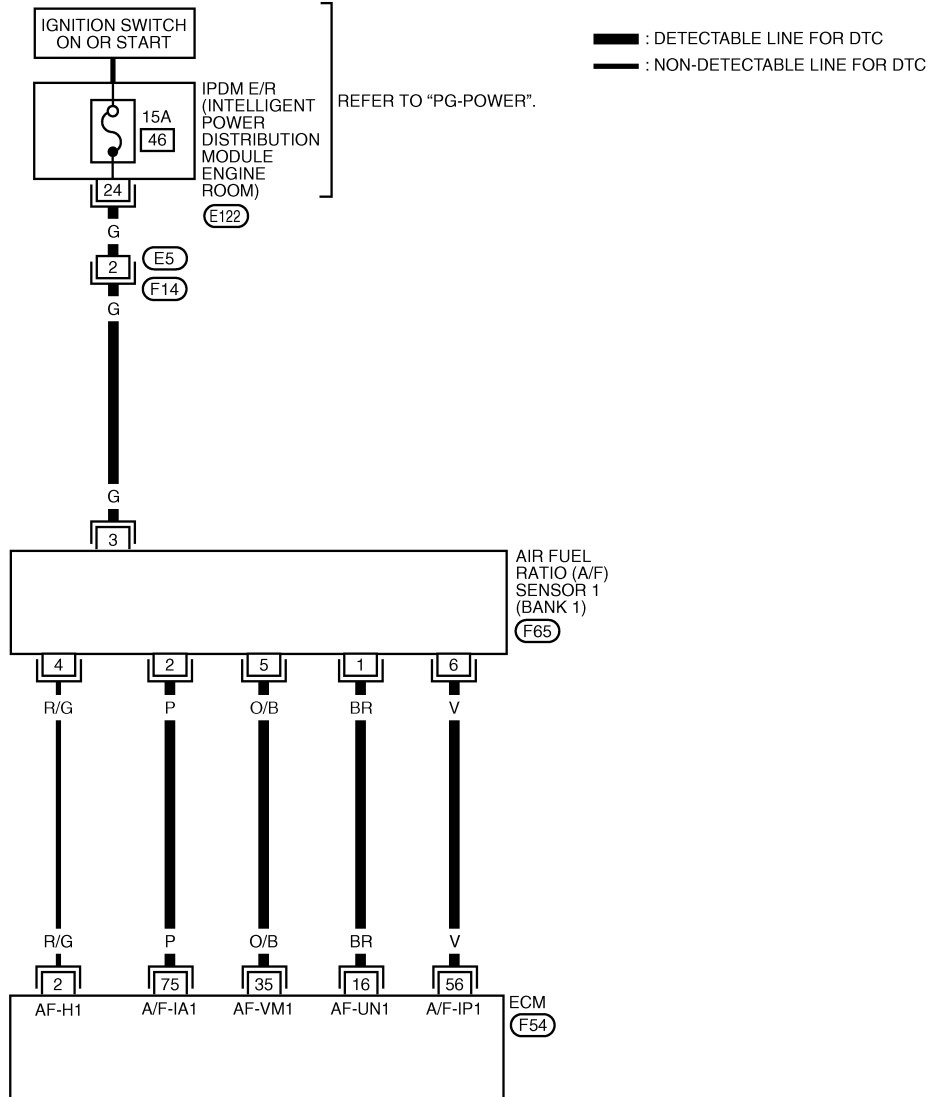 IGNITION SWITCH
ON OR START
: DETECTABLE LINE FOR DTC
: NON-DETECTABLE LINE FOR DTC
IPDM E/R
(INTELLIGENT
POWER
DISTRIBUTION
MODULE
ENGINE
ROOM)
REFER TO “PG-POWER”.
15A
46
24
E122
G
2
E5
F14
G
G
3
AIR FUEL
RATIO (A/F)
SENSOR 1
(BANK 1)
F65
4 2 5 1 6
R/G P O/B BR V
R/G P O/B BR V
2 75 35 16 56
AF-H1 A/F-IA1 AF-VM1 AF-UN1 A/F-IP1
ECM
F54